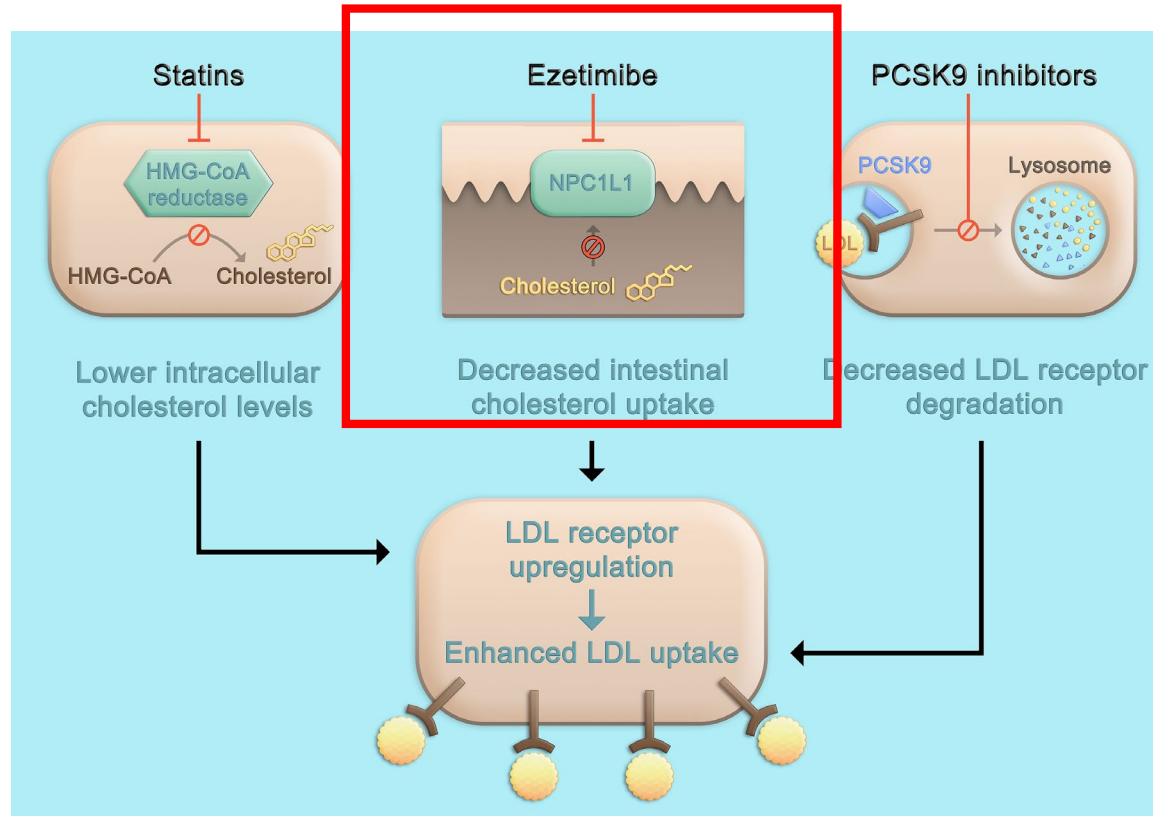 Statins
HMG-CoA
reductase
HMG-CoA
Cholesterol
Lower intracellular
cholesterol levels
Ezetimibe
NPC1L1
Cholesterol
Decreased intestinal
cholesterol uptake
PCSK9 inhibitors
PCSK9
LDL
Lysosome
Decreased LDL receptor
degradation
LDL receptor
upregulation
Enhanced LDL uptake